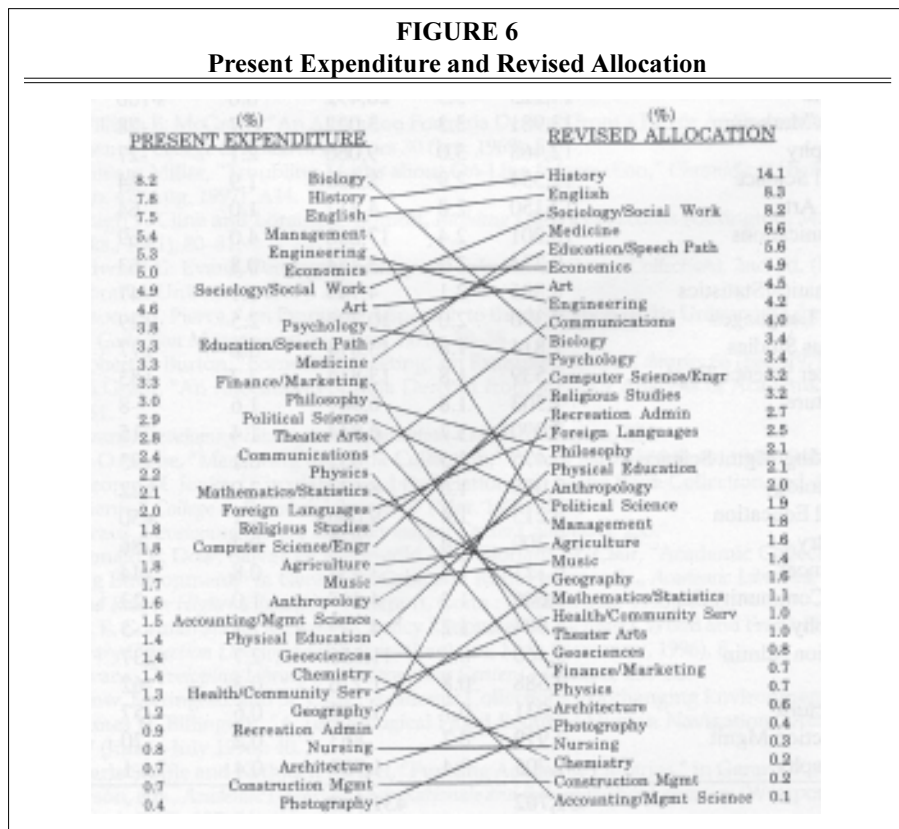 FIGURE 6
Present Expenditure and Revised Allocation
(%)
PRESENT EXPENDITURE
8.2 Biology
7.8 History
7.5 English
5.4 Management
5.3 Engineering
5.0 Economics
4.9 Sociology/Social Work
4.6 Art
3.8 Psychology
3.3 Education/Speech Path
3.3 Medicine
3.3 Finance/Marketing
3.0 Philosophy
2.9 Political Science
2.8 Theater Arts
2.4 Communications
2.2 Physics
2.1 Mathematics/Statistics
2.0 Foreign Languages
1.8 Religious Studies
1.8 Computer Science/Engr
1.8 Agriculture
1.7 Music
1.6 Anthropology
1.5 Accounting/Mgmt Science
1.4 Physical Education
1.4 Geosciences
1.4 Chemistry
1.3 Health/Community Serv
1.2 Geography
0.9 Recreation Admin
0.8 Nursing
0.7 Architecture
0.7 Construction Mgmt
0.4 Photography
(%)
REVISED ALLOCATION
History 14.1
English 8.3
Sociology/Social Work 8.2
Medicine 6.6
Education/Speech Path 5.6
Economics 4.9
Art 4.5
Engineering 4.2
Communications 4.0
Biology 3.4
Psychology 3.4
Computer Science/Engr 3.2
Religious Studies 3.2
Recreation Admin 2.7
Foreign Languages 2.5
Philosophy 2.1
Physical Education 2.1
Anthropology 2.0
Political Science 1.9
Management 1.8
Agriculture 1.6
Music 1.4
Geography 1.6
Mathematics/Statistics 1.1
Health/Community Serv 1.0
Theater Arts 1.0
Geosciences 0.8
Finance/Marketing 0.7
Physics 0.7
Architecture 0.6
Photography 0.4
Nursing 0.3
Chemistry 0.2
Construction Mgmt 0.2
Accounting/Mgmt Science 0.1